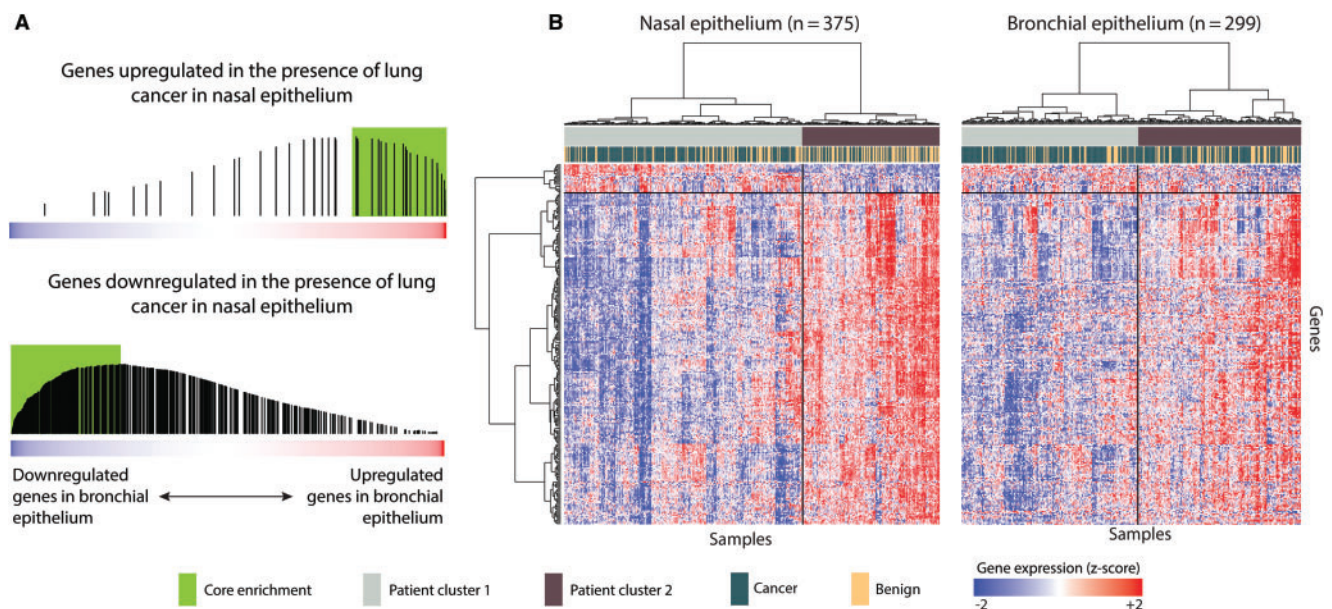 A
Genes upregulated in the presence of lung
cancer in nasal epithelium
Genes downregulated in the presence of lung
cancer in nasal epithelium
Downregulated
genes in bronchial
epithelium
Upregulated
genes in bronchial
epithelium
B
Nasal epithelium (n = 375)
Bronchial epithelium (n = 299)
Genes
Samples
Samples
Core enrichment
Patient cluster 1
Patient cluster 2
Cancer
Benign
Gene expression (z-score)
-2
+2